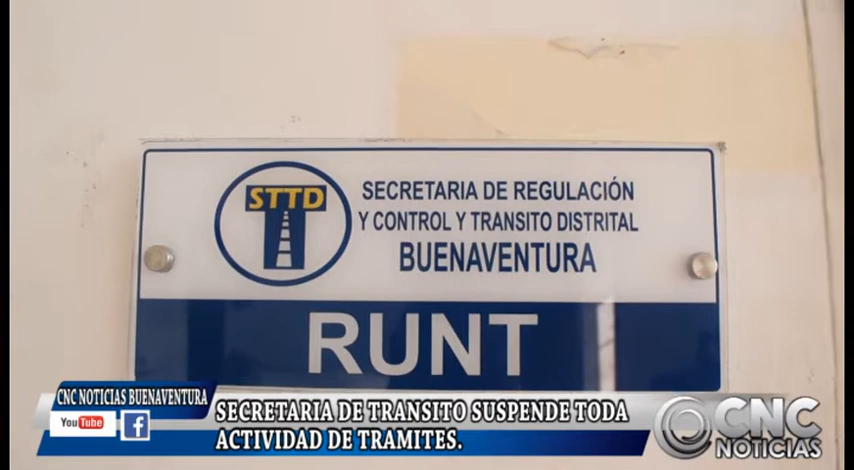 STTD
SECRETARIA DE REGULACIÓN
Y CONTROL Y TRANSITO DISTRITAL
BUENAVENTURA
RUNT
CNC NOTICIAS BUENAVENTURA
YouTube f
SECRETARIA DE TRANSITO SUSPENDE TODA
ACTIVIDAD DE TRAMITES.
CNC
NOTICIAS